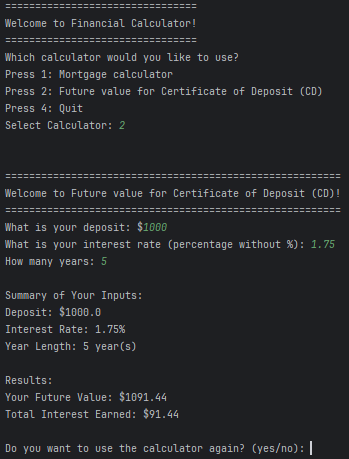 ================================
Welcome to Financial Calculator!
================================
Which calculator would you like to use?
Press 1: Mortgage calculator
Press 2: Future value for Certificate of Deposit (CD)
Press 4: Quit
Select Calculator: 2
========================================================
Welcome to Future value for Certificate of Deposit (CD)!
========================================================
What is your deposit: $1000
What is your interest rate (percentage without %): 1.75
How many years: 5
Summary of Your Inputs:
Deposit: $1000.0
Interest Rate: 1.75%
Year Length: 5 year(s)
Results:
Your Future Value: $1091.44
Total Interest Earned: $91.44
Do you want to use the calculator again? (yes/no):